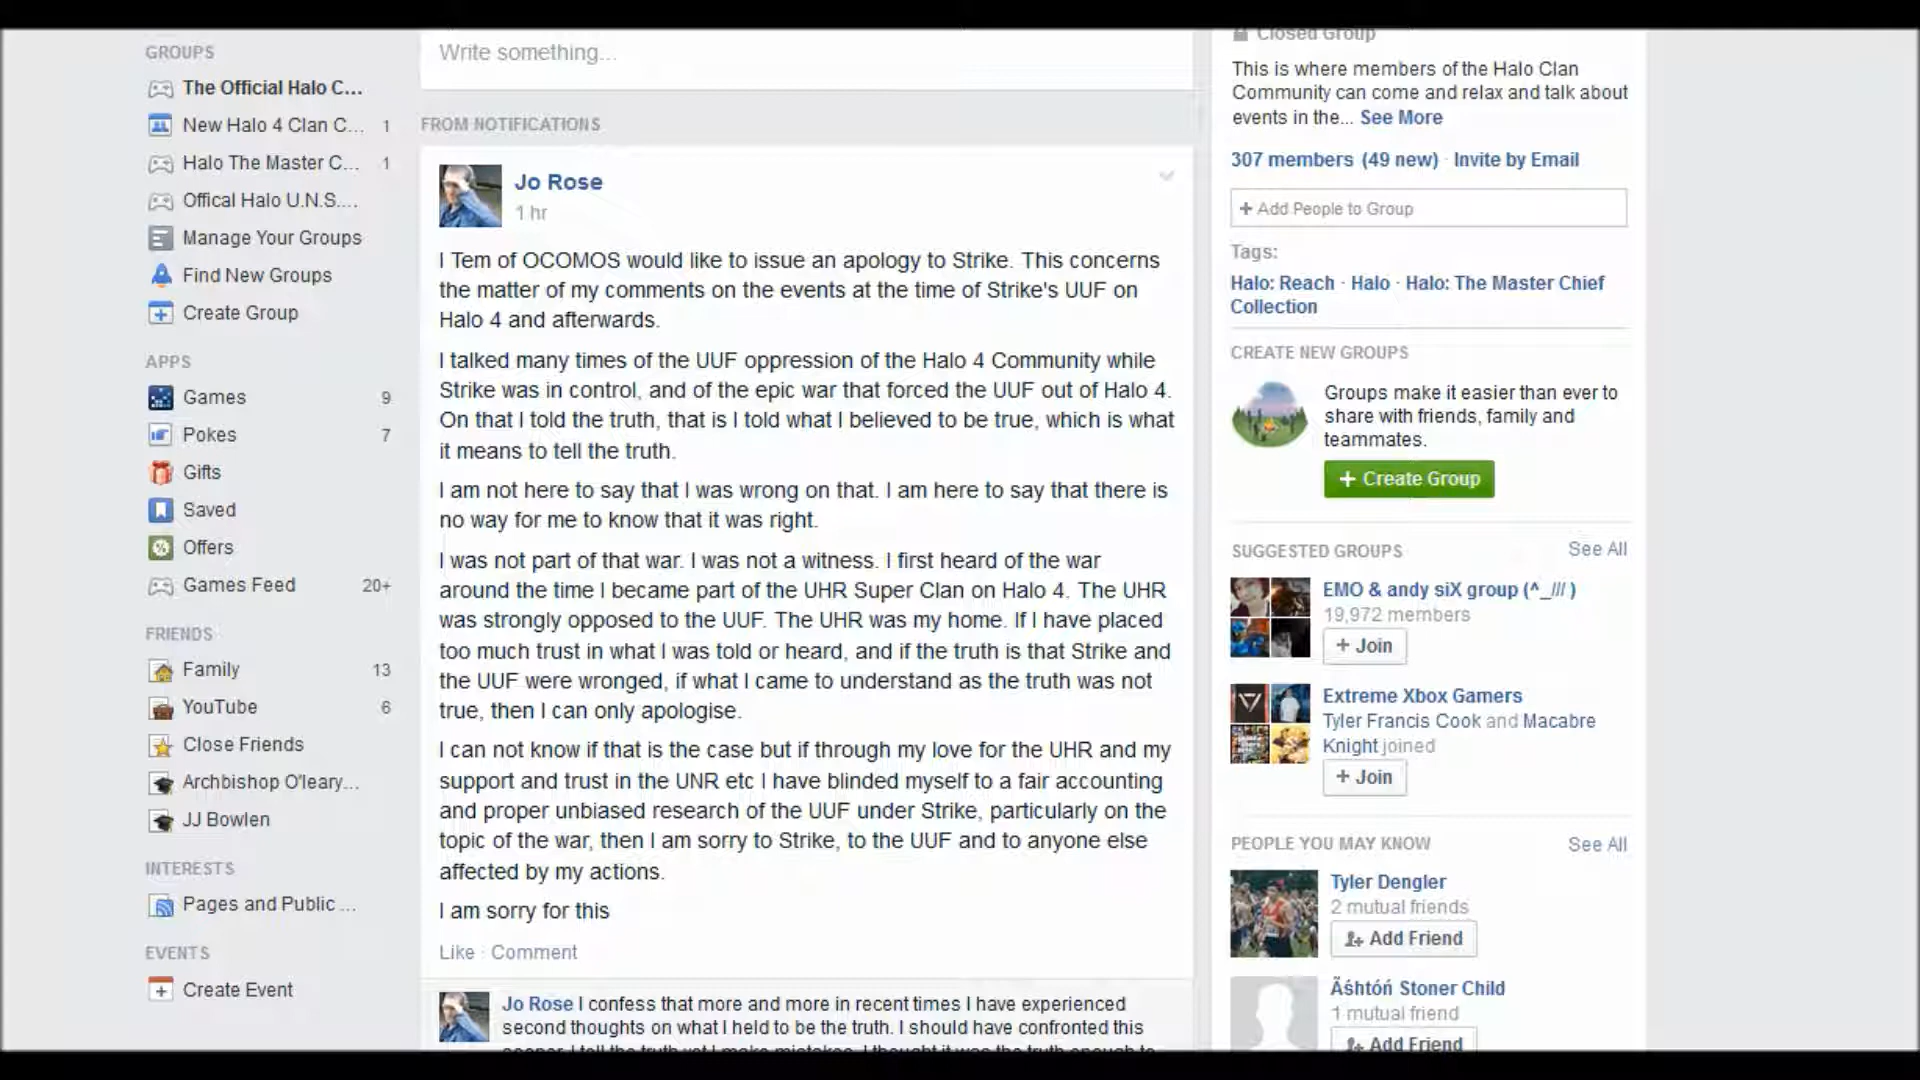 GROUPS
The Official Halo C...
New Halo 4 Clan C... 1
Halo The Master C... 1
Offical Halo U.N.S....
Manage Your Groups
Find New Groups
Create Group
APPS
Games 9
Pokes 7
Gifts
Saved
Offers
Games Feed 20+
FRIENDS
Family 13
YouTube 6
Close Friends
Archbishop O'leary...
JJ Bowlen
INTERESTS
Pages and Public ...
EVENTS
Create Event
Write something...
FROM NOTIFICATIONS
Jo Rose
1 hr
I Tem of OCOMOS would like to issue an apology to Strike. This concerns
the matter of my comments on the events at the time of Strike's UUF on
Halo 4 and afterwards.
I talked many times of the UUF oppression of the Halo 4 Community while
Strike was in control, and of the epic war that forced the UUF out of Halo 4.
On that I told the truth, that is I told what I believed to be true, which is what
it means to tell the truth.
I am not here to say that I was wrong on that. I am here to say that there is
no way for me to know that it was right.
I was not part of that war. I was not a witness. I first heard of the war
around the time I became part of the UHR Super Clan on Halo 4. The UHR
was strongly opposed to the UUF. The UHR was my home. If I have placed
too much trust in what I was told or heard, and if the truth is that Strike and
the UUF were wronged, if what I came to understand as the truth was not
true, then I can only apologise.
I can not know if that is the case but if through my love for the UHR and my
support and trust in the UNR etc I have blinded myself to a fair accounting
and proper unbiased research of the UUF under Strike, particularly on the
topic of the war, then I am sorry to Strike, to the UUF and to anyone else
affected by my actions.
I am sorry for this
Like · Comment
Jo Rose I confess that more and more in recent times I have experienced
second thoughts on what I held to be the truth. I should have confronted this
sooner. I tell the truth yet I make mistakes. I thought it was the truth enough to
Closed Group
This is where members of the Halo Clan
Community can come and relax and talk about
events in the... See More
307 members (49 new) · Invite by Email
+ Add People to Group
Tags:
Halo: Reach · Halo · Halo: The Master Chief
Collection
CREATE NEW GROUPS
Groups make it easier than ever to
share with friends, family and
teammates.
+ Create Group
SUGGESTED GROUPS See All
EMO & andy siX group (^_/// )
19,972 members
+ Join
Extreme Xbox Gamers
Tyler Francis Cook and Macabre
Knight joined
+ Join
PEOPLE YOU MAY KNOW See All
Tyler Dengler
2 mutual friends
Add Friend
Ãśhtóń Stoner Child
1 mutual friend
Add Friend